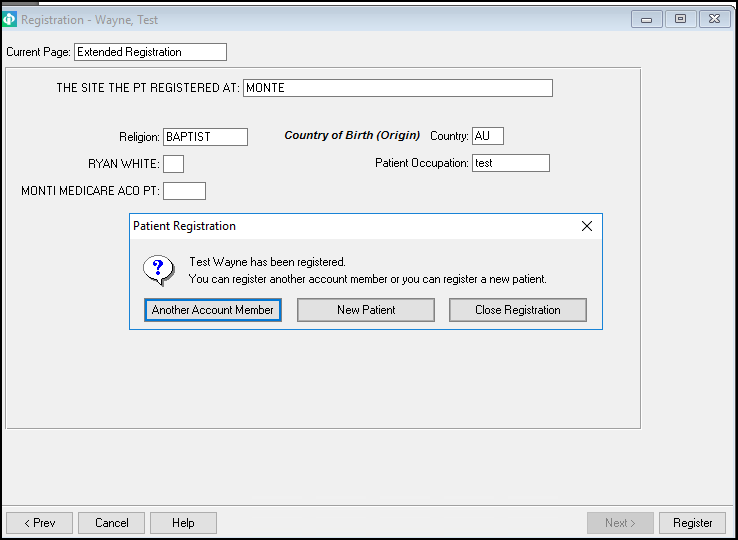 Registration - Wayne, Test
Current Page: Extended Registration
THE SITE THE PT REGISTERED AT: MONTE
Religion: BAPTIST Country of Birth (Origin) Country: AU
RYAN WHITE: Patient Occupation: test
MONTI MEDICARE ACO PT:
Patient Registration
?
Test Wayne has been registered.
You can register another account member or you can register a new patient.
Another Account Member New Patient Close Registration
< Prev Cancel Help Next > Register